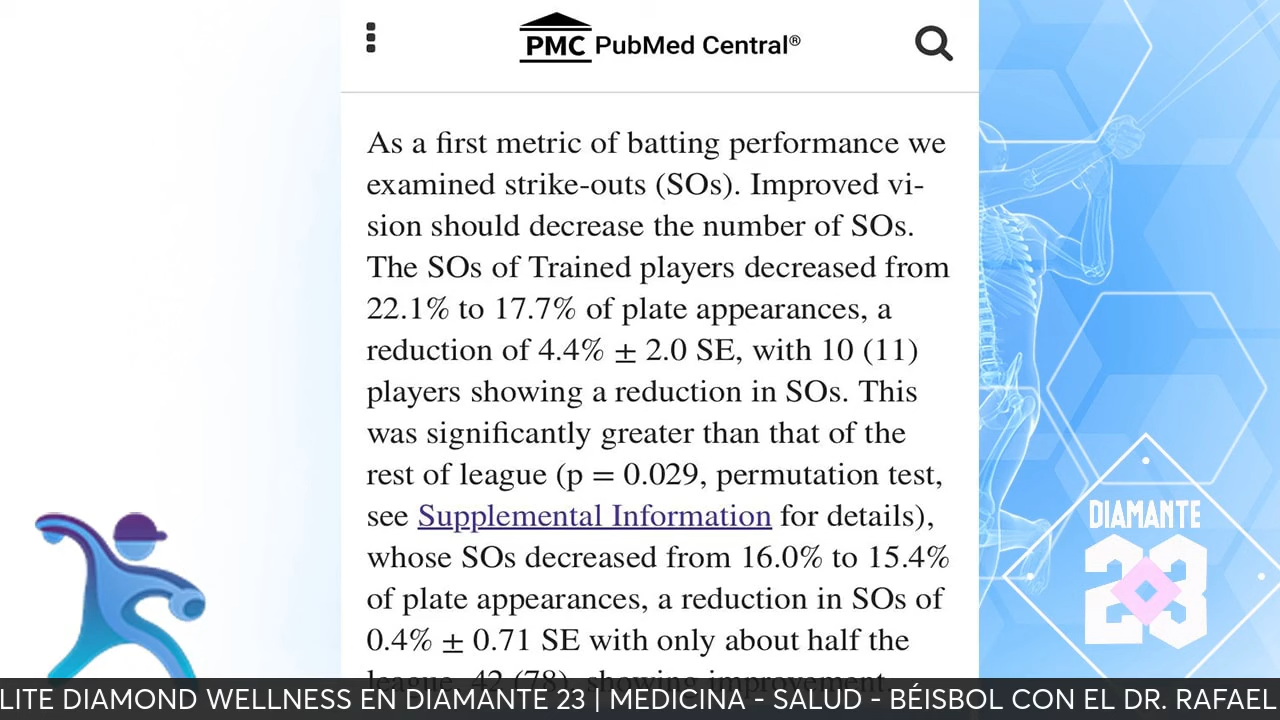 PMC PubMed Central®
As a first metric of batting performance we
examined strike-outs (SOs). Improved vi-
sion should decrease the number of SOs.
The SOs of Trained players decreased from
22.1% to 17.7% of plate appearances, a
reduction of 4.4% ± 2.0 SE, with 10 (11)
players showing a reduction in SOs. This
was significantly greater than that of the
rest of league (p = 0.029, permutation test,
see Supplemental Information for details),
whose SOs decreased from 16.0% to 15.4%
of plate appearances, a reduction in SOs of
0.4% ± 0.71 SE with only about half the
league, 42 (78), showing improvement.
DIAMANTE
23
LITE DIAMOND WELLNESS EN DIAMANTE 23 | MEDICINA - SALUD - BÉISBOL CON EL DR. RAFAEL